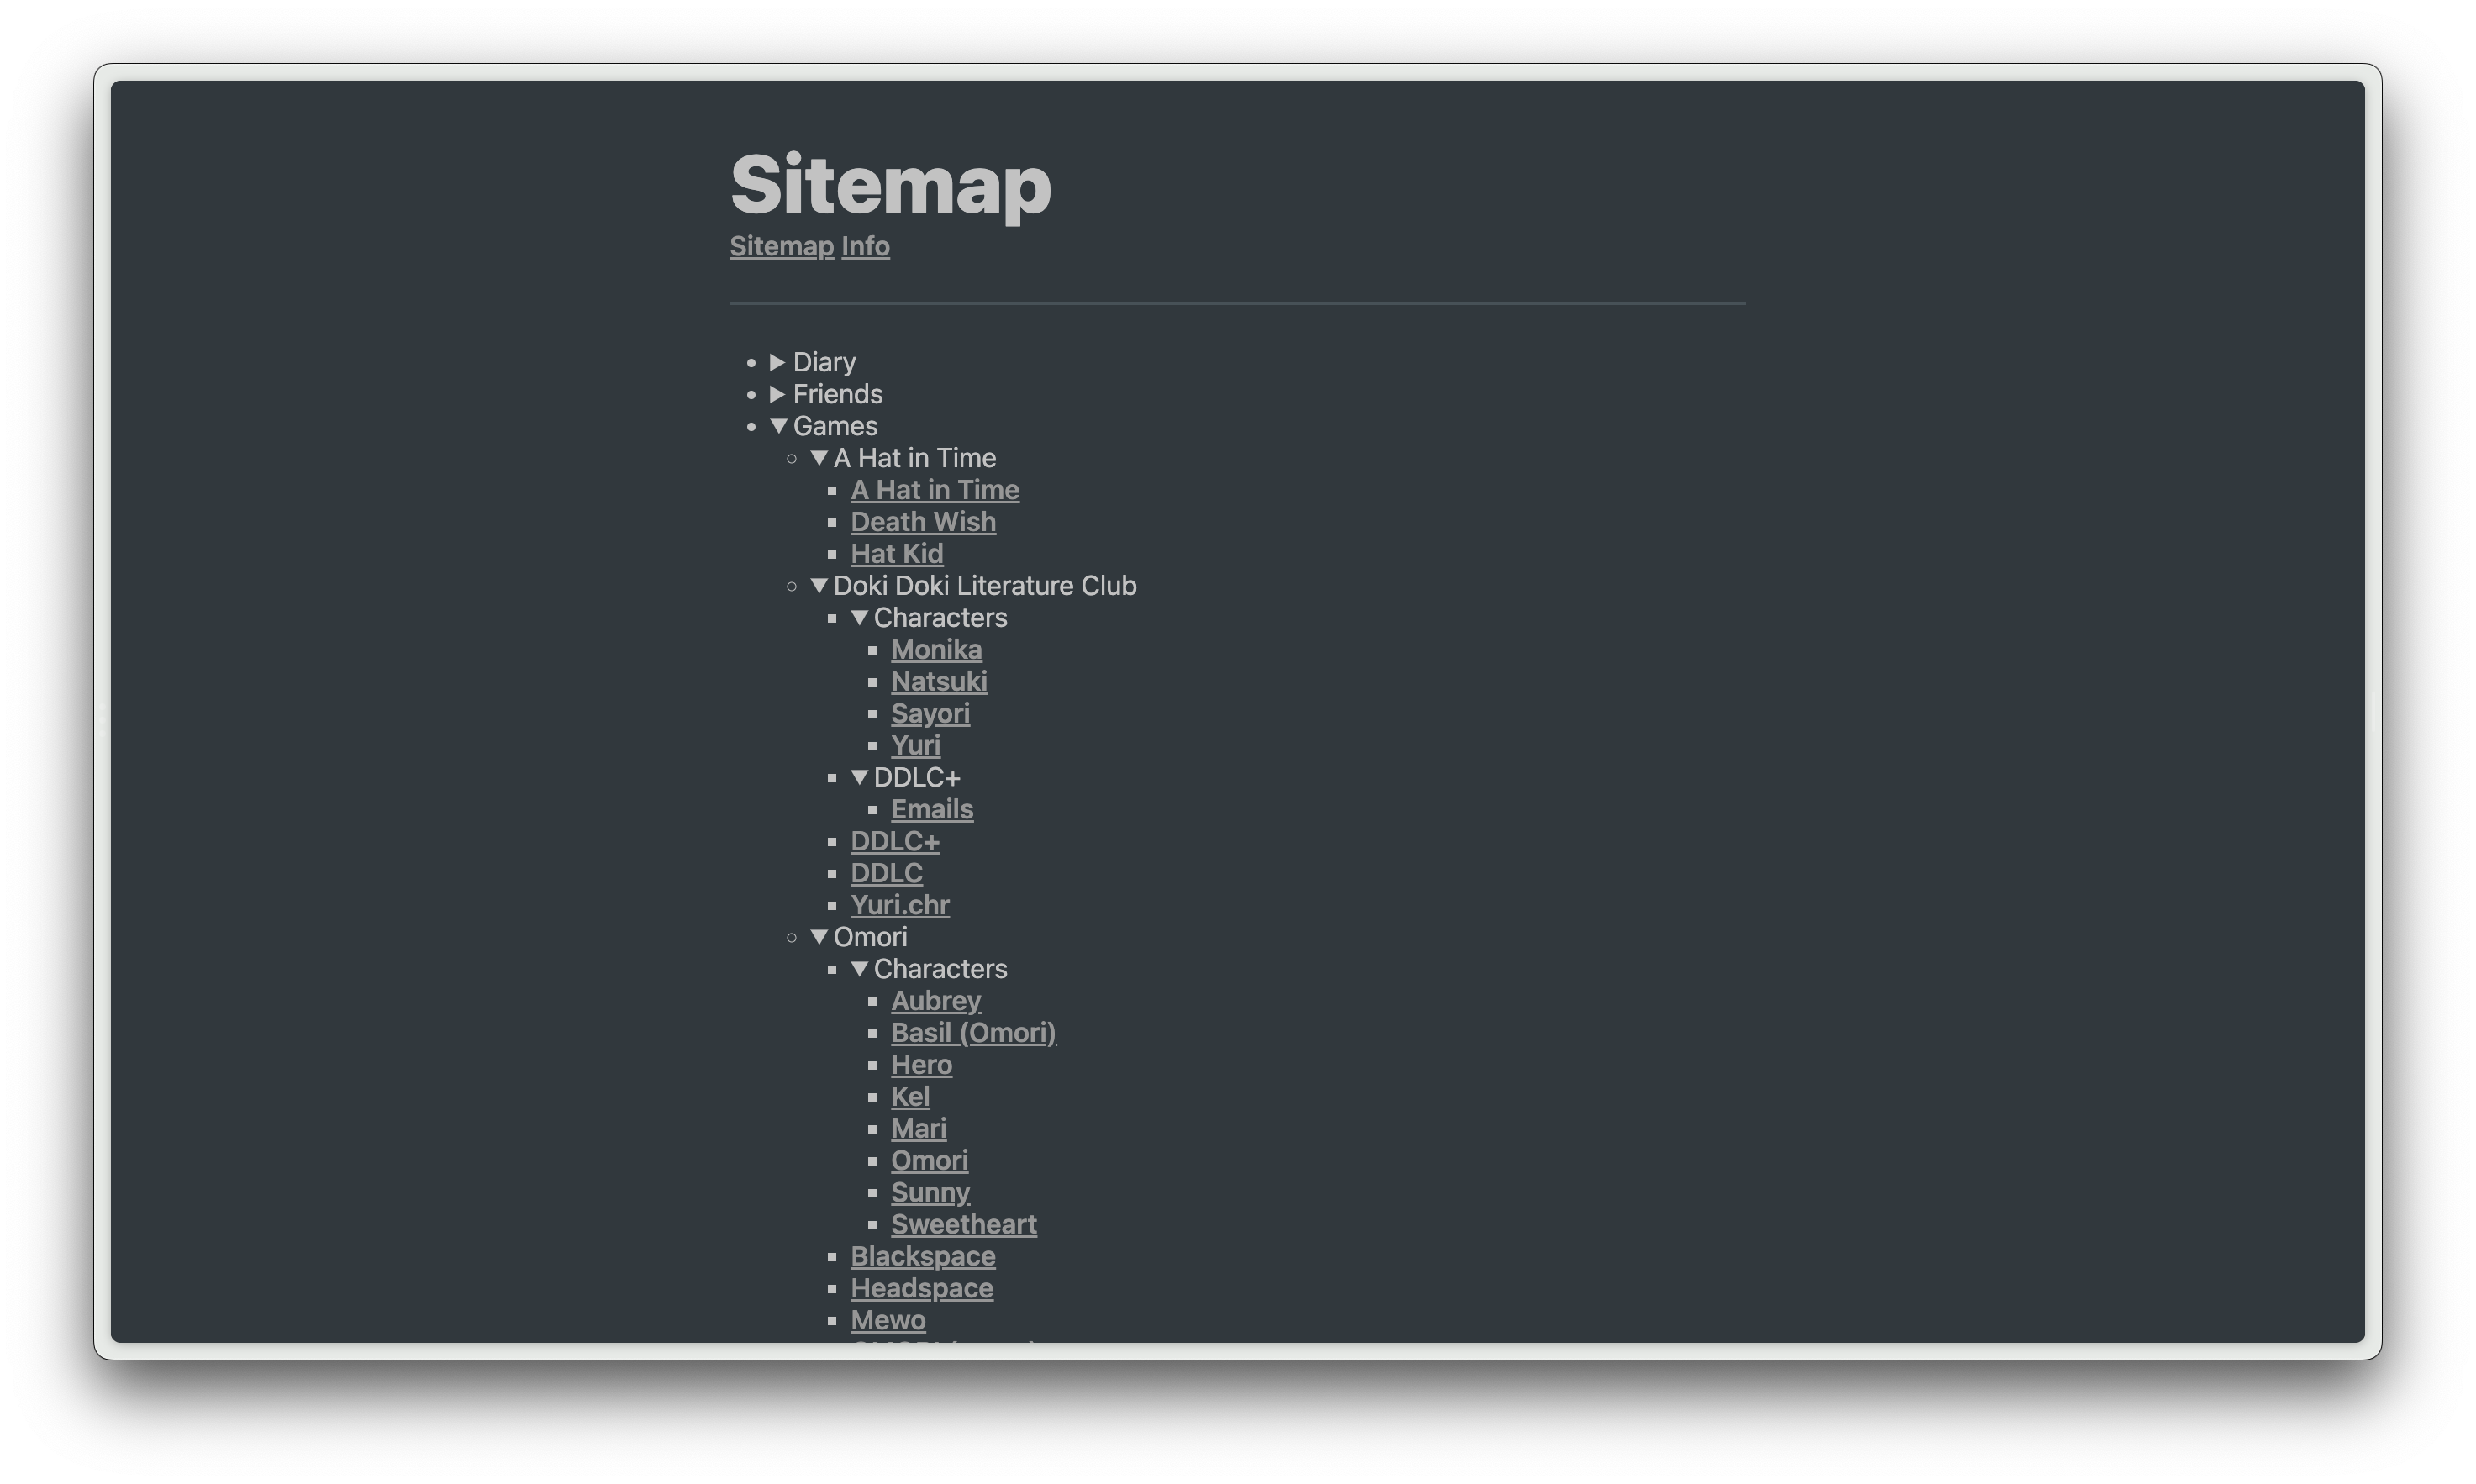 Sitemap
Sitemap Info
Diary
Friends
Games
A Hat in Time
A Hat in Time
Death Wish
Hat Kid
Doki Doki Literature Club
Characters
Monika
Natsuki
Sayori
Yuri
DDLC+
Emails
DDLC+
DDLC
Yuri.chr
Omori
Characters
Aubrey
Basil (Omori)
Hero
Kel
Mari
Omori
Sunny
Sweetheart
Blackspace
Headspace
Mewo